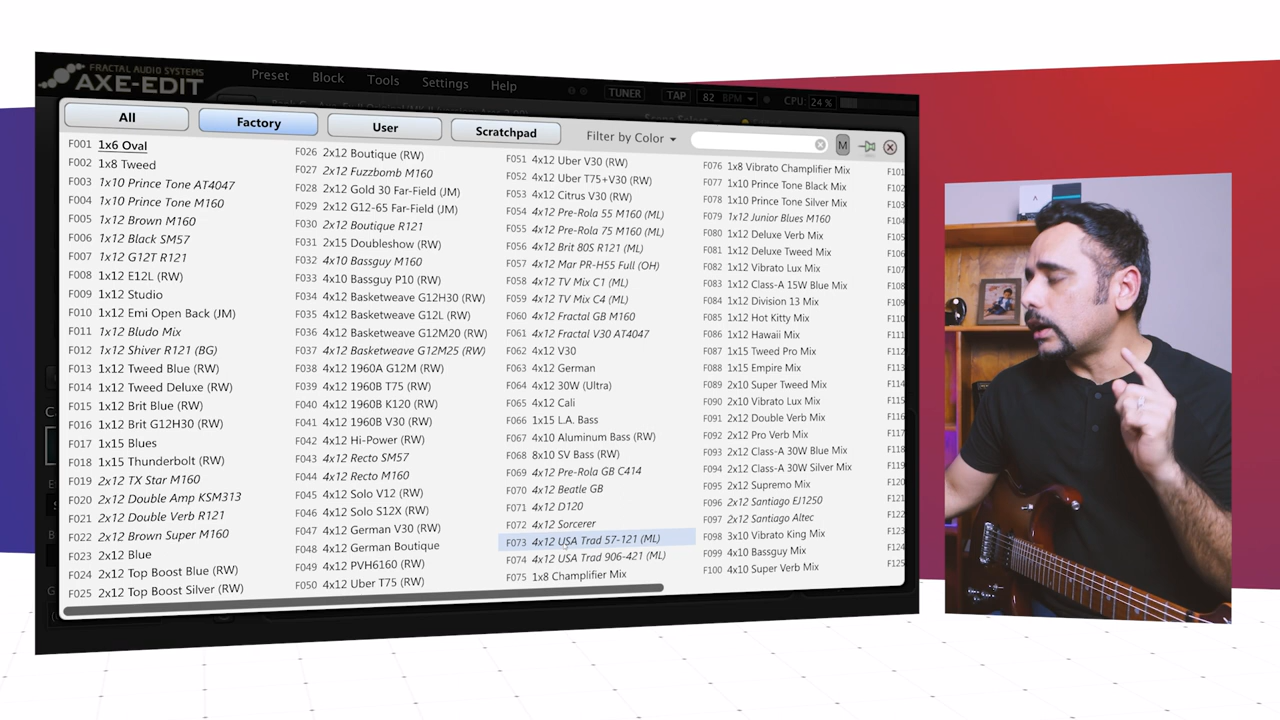 FRACTAL AUDIO SYSTEMS
AXE-EDIT
Preset
Block
Tools
Settings
Help
TUNER
TAP
82 BPM
CPU: 24 %
All
Factory
User
Scratchpad
Filter by Color
M
F001 1x6 Oval
F002 1x8 Tweed
F003 1x10 Prince Tone AT4047
F004 1x10 Prince Tone M160
F005 1x12 Brown M160
F006 1x12 Black SM57
F007 1x12 G12T R121
F008 1x12 E12L (RW)
F009 1x12 Studio
F010 1x12 Emi Open Back (JM)
F011 1x12 Bludo Mix
F012 1x12 Shiver R121 (BG)
F013 1x12 Tweed Blue (RW)
F014 1x12 Tweed Deluxe (RW)
F015 1x12 Brit Blue (RW)
F016 1x12 Brit G12H30 (RW)
F017 1x15 Blues
F018 1x15 Thunderbolt (RW)
F019 2x12 TX Star M160
F020 2x12 Double Amp KSM313
F021 2x12 Double Verb R121
F022 2x12 Brown Super M160
F023 2x12 Blue
F024 2x12 Top Boost Blue (RW)
F025 2x12 Top Boost Silver (RW)
F026 2x12 Boutique (RW)
F027 2x12 Fuzzbomb M160
F028 2x12 Gold 30 Far-Field (JM)
F029 2x12 G12-65 Far-Field (JM)
F030 2x12 Boutique R121
F031 2x15 Doubleshow (RW)
F032 4x10 Bassguy M160
F033 4x10 Bassguy P10 (RW)
F034 4x12 Basketweave G12H30 (RW)
F035 4x12 Basketweave G12L (RW)
F036 4x12 Basketweave G12M20 (RW)
F037 4x12 Basketweave G12M25 (RW)
F038 4x12 1960A G12M (RW)
F039 4x12 1960B T75 (RW)
F040 4x12 1960B K120 (RW)
F041 4x12 1960B V30 (RW)
F042 4x12 Hi-Power (RW)
F043 4x12 Recto SM57
F044 4x12 Recto M160
F045 4x12 Solo V12 (RW)
F046 4x12 Solo S12X (RW)
F047 4x12 German V30 (RW)
F048 4x12 German Boutique
F049 4x12 PVH6160 (RW)
F050 4x12 Uber T75 (RW)
F051 4x12 Uber V30 (RW)
F052 4x12 Uber T75+V30 (RW)
F053 4x12 Citrus V30 (RW)
F054 4x12 Pre-Rola 55 M160 (ML)
F055 4x12 Pre-Rola 75 M160 (ML)
F056 4x12 Brit 80S R121 (ML)
F057 4x12 Mar PR-H55 Full (OH)
F058 4x12 TV Mix C1 (ML)
F059 4x12 TV Mix C4 (ML)
F060 4x12 Fractal GB M160
F061 4x12 Fractal V30 AT4047
F062 4x12 V30
F063 4x12 German
F064 4x12 30W (Ultra)
F065 4x12 Cali
F066 1x15 L.A. Bass
F067 4x10 Aluminum Bass (RW)
F068 8x10 SV Bass (RW)
F069 4x12 Pre-Rola GB C414
F070 4x12 Beatle GB
F071 4x12 D120
F072 4x12 Sorcerer
F073 4x12 USA Trad 57-121 (ML)
F074 4x12 USA Trad 906-421 (ML)
F075 1x8 Champlifier Mix
F076 1x8 Vibrato Champlifier Mix
F077 1x10 Prince Tone Black Mix
F078 1x10 Prince Tone Silver Mix
F079 1x12 Junior Blues M160
F080 1x12 Deluxe Verb Mix
F081 1x12 Deluxe Tweed Mix
F082 1x12 Vibrato Lux Mix
F083 1x12 Class-A 15W Blue Mix
F084 1x12 Division 13 Mix
F085 1x12 Hot Kitty Mix
F086 1x12 Hawaii Mix
F087 1x15 Tweed Pro Mix
F088 1x15 Empire Mix
F089 2x10 Super Tweed Mix
F090 2x10 Vibrato Lux Mix
F091 2x12 Double Verb Mix
F092 2x12 Pro Verb Mix
F093 2x12 Class-A 30W Blue Mix
F094 2x12 Class-A 30W Silver Mix
F095 2x12 Supremo Mix
F096 2x12 Santiago EJ1250
F097 2x12 Santiago Altec
F098 3x10 Vibrato King Mix
F099 4x10 Bassguy Mix
F100 4x10 Super Verb Mix
F101
F102
F103
F104
F105
F106
F107
F108
F109
F110
F111
F112
F113
F114
F115
F116
F117
F118
F119
F120
F121
F122
F123
F124
F125